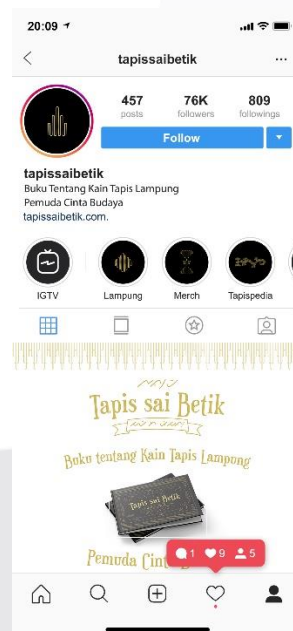 20:09
tapissaibetik
457 76K 809
posts followers followings
Follow
tapissaibetik
Buku Tentang Kain Tapis Lampung
Pemuda Cinta Budaya
tapissaibetik.com.
IGTV Lampung Merch Tapispedia
Tapis sai Betik
Buku tentang Kain Tapis Lampung
Tapis sai Betik
Pemuda Cint
1 9 5